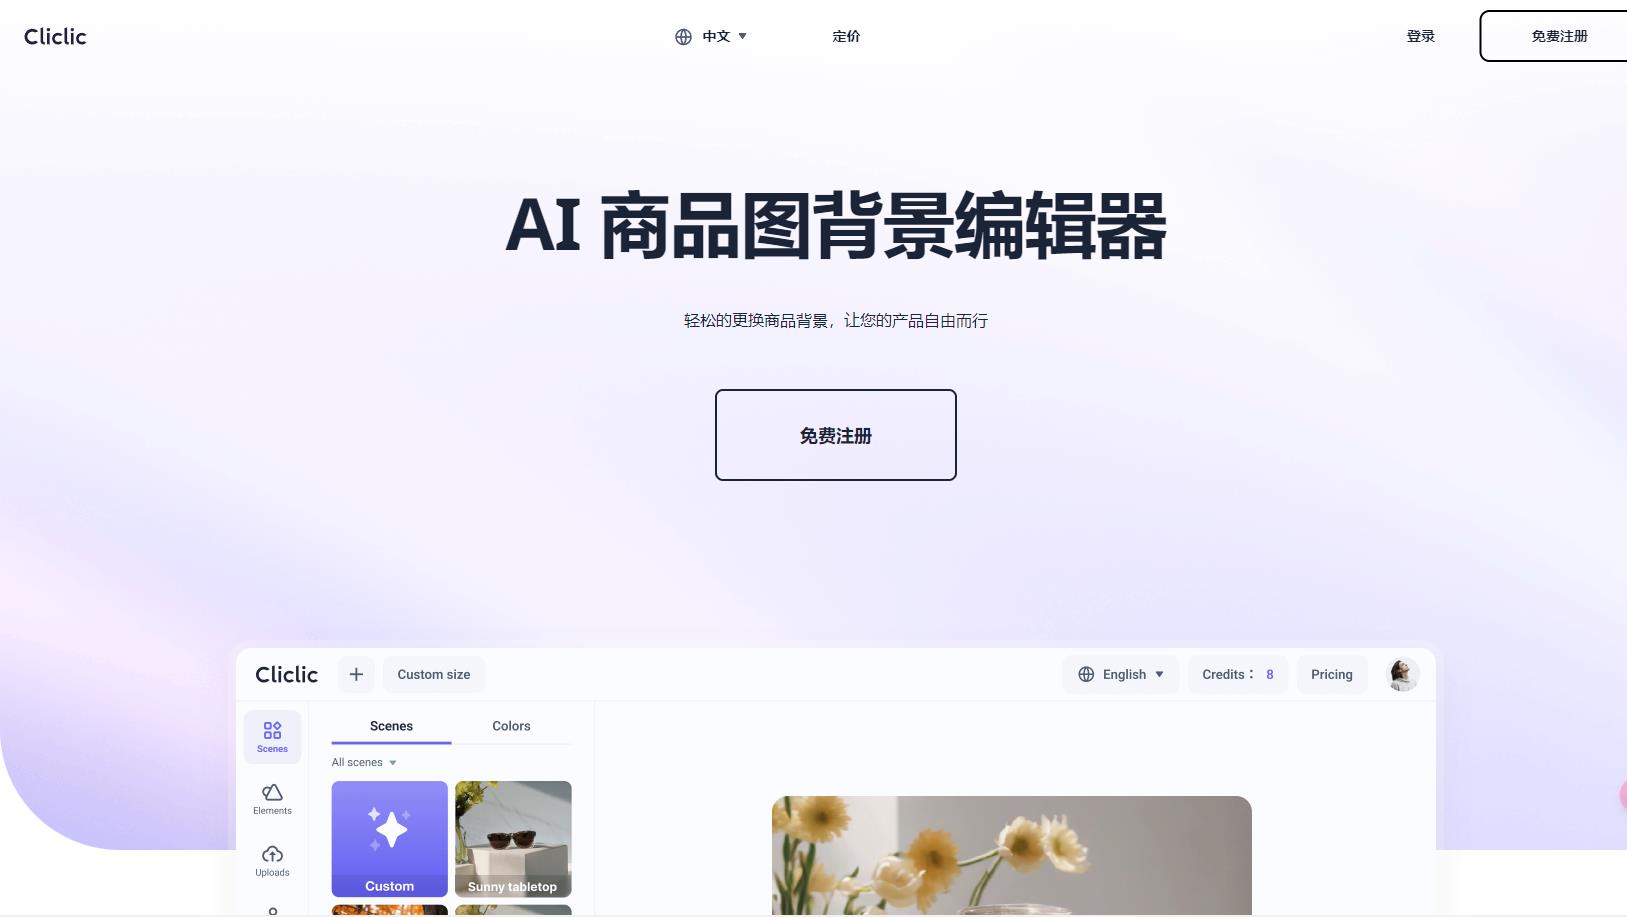 Cliclic
中文
定价
登录
免费注册
AI 商品图背景编辑器
轻松的更换商品背景，让您的产品自由而行
免费注册
Cliclic
Custom size
English
Credits： 8
Pricing
Scenes
Elements
Uploads
Scenes
Colors
All scenes
Custom
Sunny tabletop